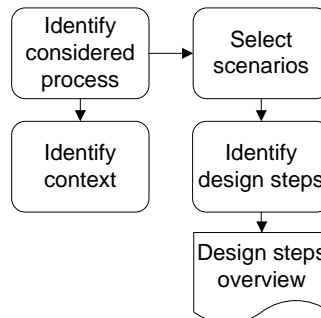 Identify
considered
process
Select
scenarios
Identify
context
Identify
design steps
Design steps
overview